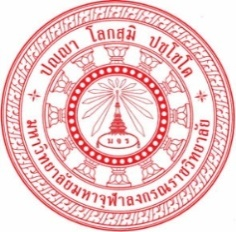 ปญฺญา โลกสฺมิ ปชฺโชโต
มจร
มหาวิทยาลัยมหาจุฬาลงกรณราชวิทยาลัย